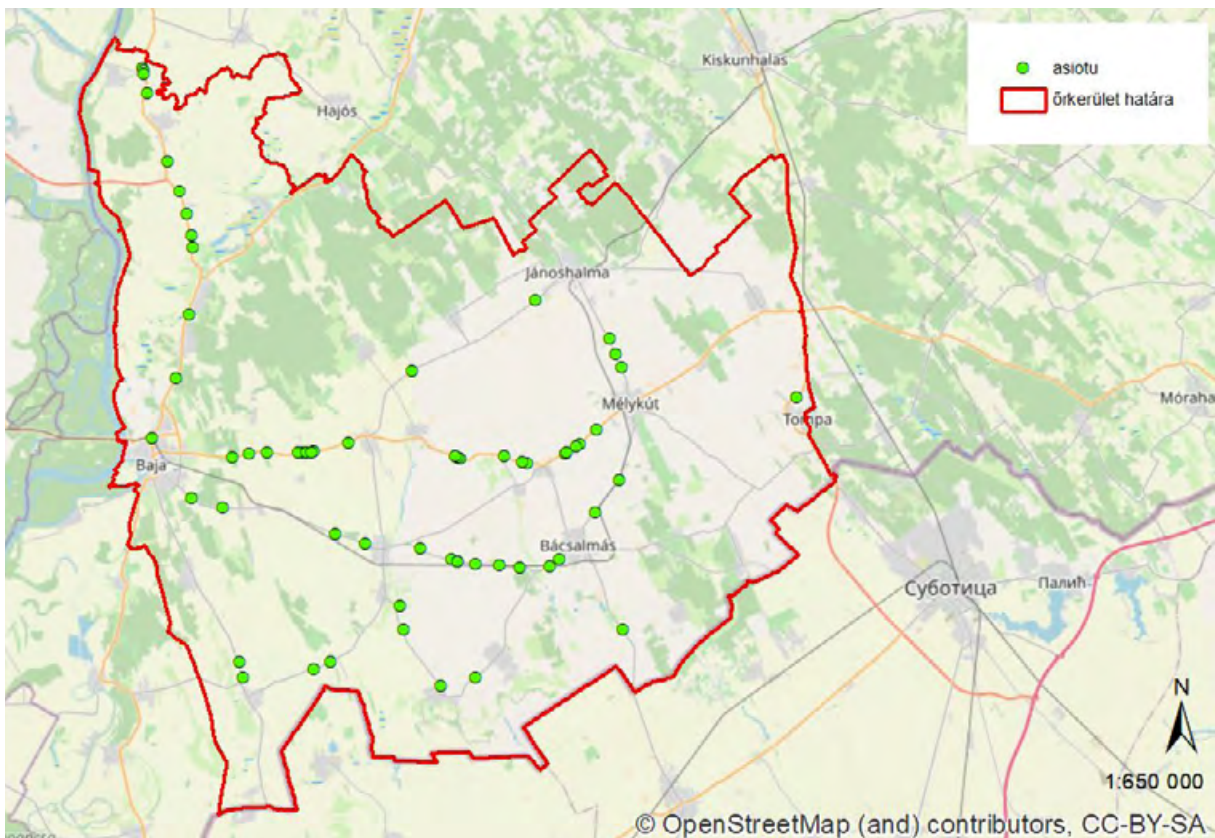 asiotu
őrkerület határa
Kiskunhalas
Hajós
Jánoshalma
Mélykút
Móraha
Tompa
Baja
Bácsalmás
Суботица
Палић
N
1:650 000
© OpenStreetMap (and) contributors, CC-BY-SA